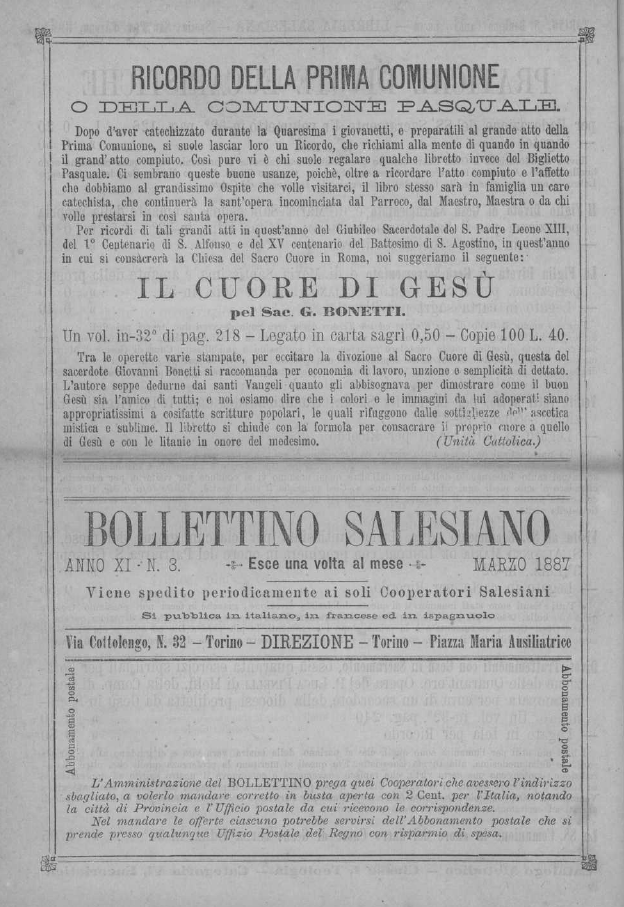 RICORDO DELLA PRIMA COMUNIONE
O DELLA COMUNIONE PASQUALE.
Dopo d'aver catechizzato durante la Quaresima i giovanetti, e preparatili al grande atto della
Prima Comunione, si suole lasciar loro un Ricordo, che richiami alla mente di quando in quando
il grand'atto compiuto. Così pure vi è chi suole regalare qualche libretto invece del Biglietto
Pasquale. Ci sembrano queste buone usanze, poichè, oltre a ricordare l'atto compiuto e l'affetto
che dobbiamo al grandissimo Ospite che volle visitarci, il libro stesso sarà in famiglia un caro
catechista, che continuerà la sant'opera incominciata dal Parroco, dal Maestro, Maestra o da chi
volle prestarsi in così santa opera.
Per ricordi di tali grandi atti in quest'anno del Giubileo Sacerdotale del S. Padre Leone XIII,
del 1.° Centenario di S. Alfonso e del XV centenario del Battesimo di S. Agostino, in quest'anno
in cui si consacrerà la Chiesa del Sacro Cuore in Roma, noi suggeriamo il seguente:
IL CUORE DI GESÙ
pel Sac. G. BONETTI.
Un vol. in-32° di pag. 218 – Legato in carta sagrì 0,50 – Copie 100 L. 40.
Tra le operette varie stampate, per eccitare la divozione al Sacro Cuore di Gesù, questa del
sacerdote Giovanni Bonetti si raccomanda per economia di lavoro, unzione e semplicità di dettato.
L'autore seppe dedurne dai santi Vangeli quanto gli abbisognava per dimostrare come il buon
Gesù sia l'amico di tutti; e noi osiamo dire che i colori e le immagini da lui adoperati siano
appropriatissimi a cosifatte scritture popolari, le quali rifuggono dalle sottigliezze dell'ascetica
mistica e sublime. Il libretto si chiude con la formola per consacrare il proprio cuore a quello
di Gesù e con le litanie in onore del medesimo. (Unità Cattolica.)
BOLLETTINO SALESIANO
ANNO XI - N. 3. Esce una volta al mese MARZO 1887
Viene spedito periodicamente ai soli Cooperatori Salesiani
Si pubblica in italiano, in francese ed in ispagnuolo
Via Cottolengo, N. 32 – Torino – DIREZIONE – Torino – Piazza Maria Ausiliatrice
Abbonamento postale
Abbonamento postale
L'Amministrazione del BOLLETTINO prega quei Cooperatori che avessero l'indirizzo
sbagliato, a volerlo mandare corretto in busta aperta con 2 Cent. per l'Italia, notando
la città di Provincia e l'Ufficio postale da cui ricevono le corrispondenze.
Nel mandare le offerte ciascuno potrebbe servirsi dell'Abbonamento postale che si
prende presso qualunque Uffizio Postale del Regno con risparmio di spesa.